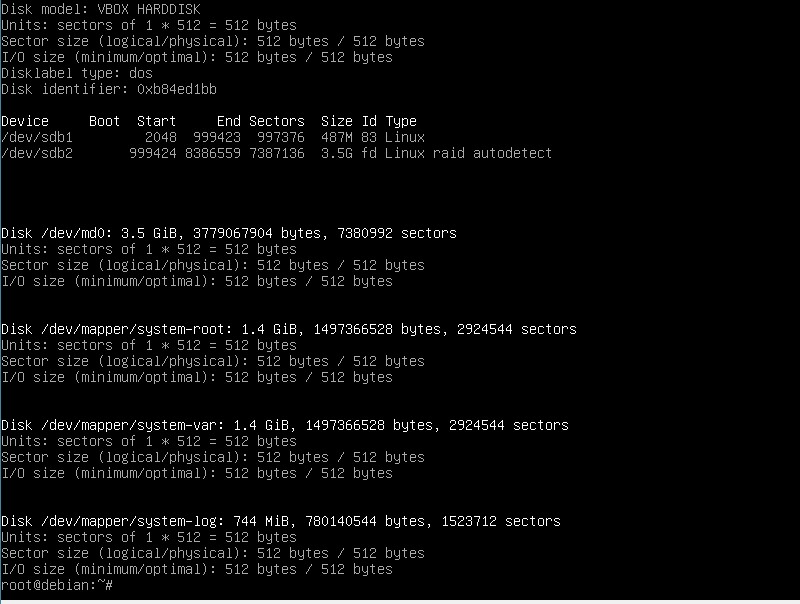 Disk model: VBOX HARDDISK
Units: sectors of 1 * 512 = 512 bytes
Sector size (logical/physical): 512 bytes / 512 bytes
I/O size (minimum/optimal): 512 bytes / 512 bytes
Disklabel type: dos
Disk identifier: 0xb84ed1bb
Device     Boot  Start     End Sectors  Size Id Type
/dev/sdb1         2048  999423  997376  487M 83 Linux
/dev/sdb2       999424 8386559 7387136  3.5G fd Linux raid autodetect
Disk /dev/md0: 3.5 GiB, 3779067904 bytes, 7380992 sectors
Units: sectors of 1 * 512 = 512 bytes
Sector size (logical/physical): 512 bytes / 512 bytes
I/O size (minimum/optimal): 512 bytes / 512 bytes
Disk /dev/mapper/system-root: 1.4 GiB, 1497366528 bytes, 2924544 sectors
Units: sectors of 1 * 512 = 512 bytes
Sector size (logical/physical): 512 bytes / 512 bytes
I/O size (minimum/optimal): 512 bytes / 512 bytes
Disk /dev/mapper/system-var: 1.4 GiB, 1497366528 bytes, 2924544 sectors
Units: sectors of 1 * 512 = 512 bytes
Sector size (logical/physical): 512 bytes / 512 bytes
I/O size (minimum/optimal): 512 bytes / 512 bytes
Disk /dev/mapper/system-log: 744 MiB, 780140544 bytes, 1523712 sectors
Units: sectors of 1 * 512 = 512 bytes
Sector size (logical/physical): 512 bytes / 512 bytes
I/O size (minimum/optimal): 512 bytes / 512 bytes
root@debian:~#